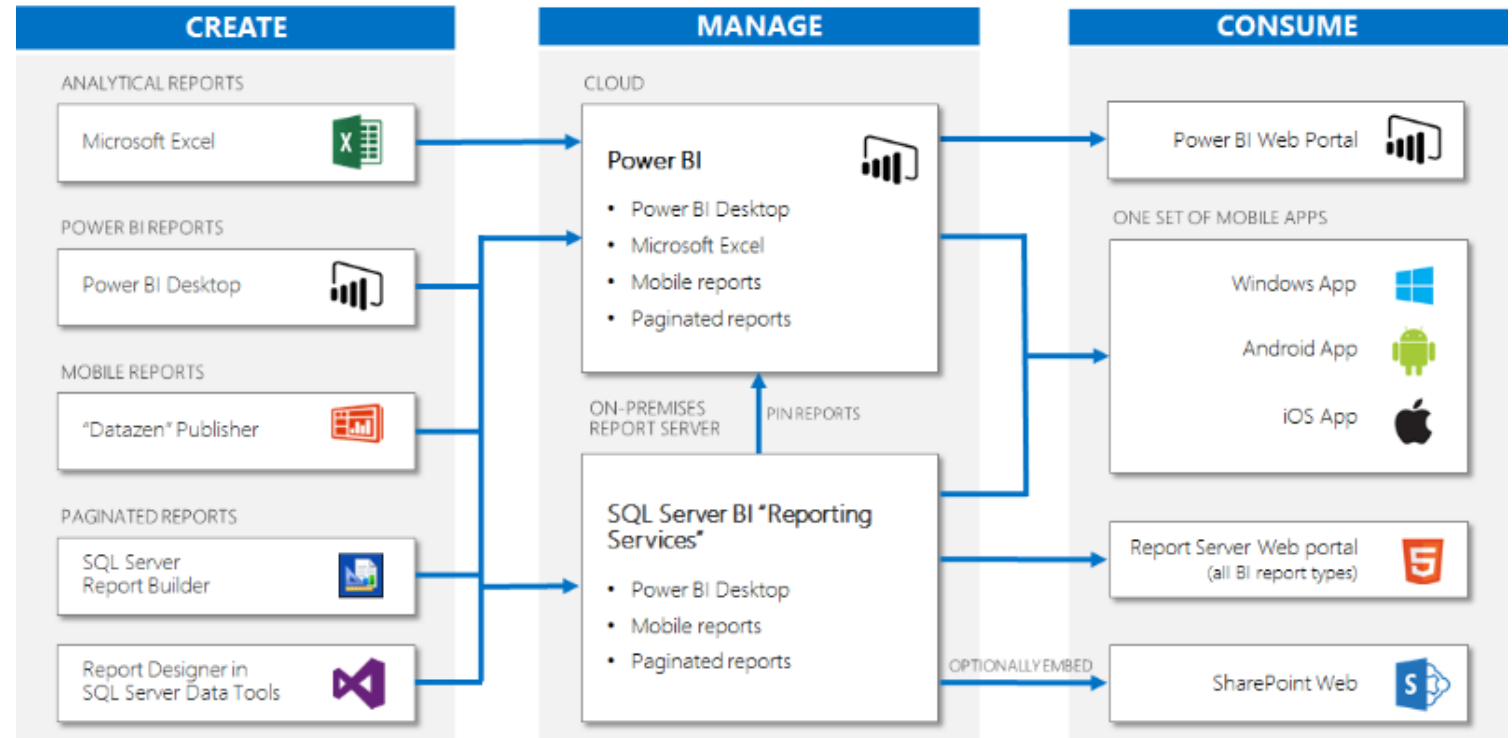 CREATE
ANALYTICAL REPORTS
Microsoft Excel
POWER BI REPORTS
Power BI Desktop
MOBILE REPORTS
“Datazen” Publisher
PAGINATED REPORTS
SQL Server
Report Builder
Report Designer in
SQL Server Data Tools
MANAGE
CLOUD
Power BI
• Power BI Desktop
• Microsoft Excel
• Mobile reports
• Paginated reports
ON-PREMISES
REPORT SERVER
PIN REPORTS
SQL Server BI “Reporting
Services”
• Power BI Desktop
• Mobile reports
• Paginated reports
OPTIONALLY EMBED
CONSUME
Power BI Web Portal
ONE SET OF MOBILE APPS
Windows App
Android App
iOS App
Report Server Web portal
(all BI report types)
SharePoint Web